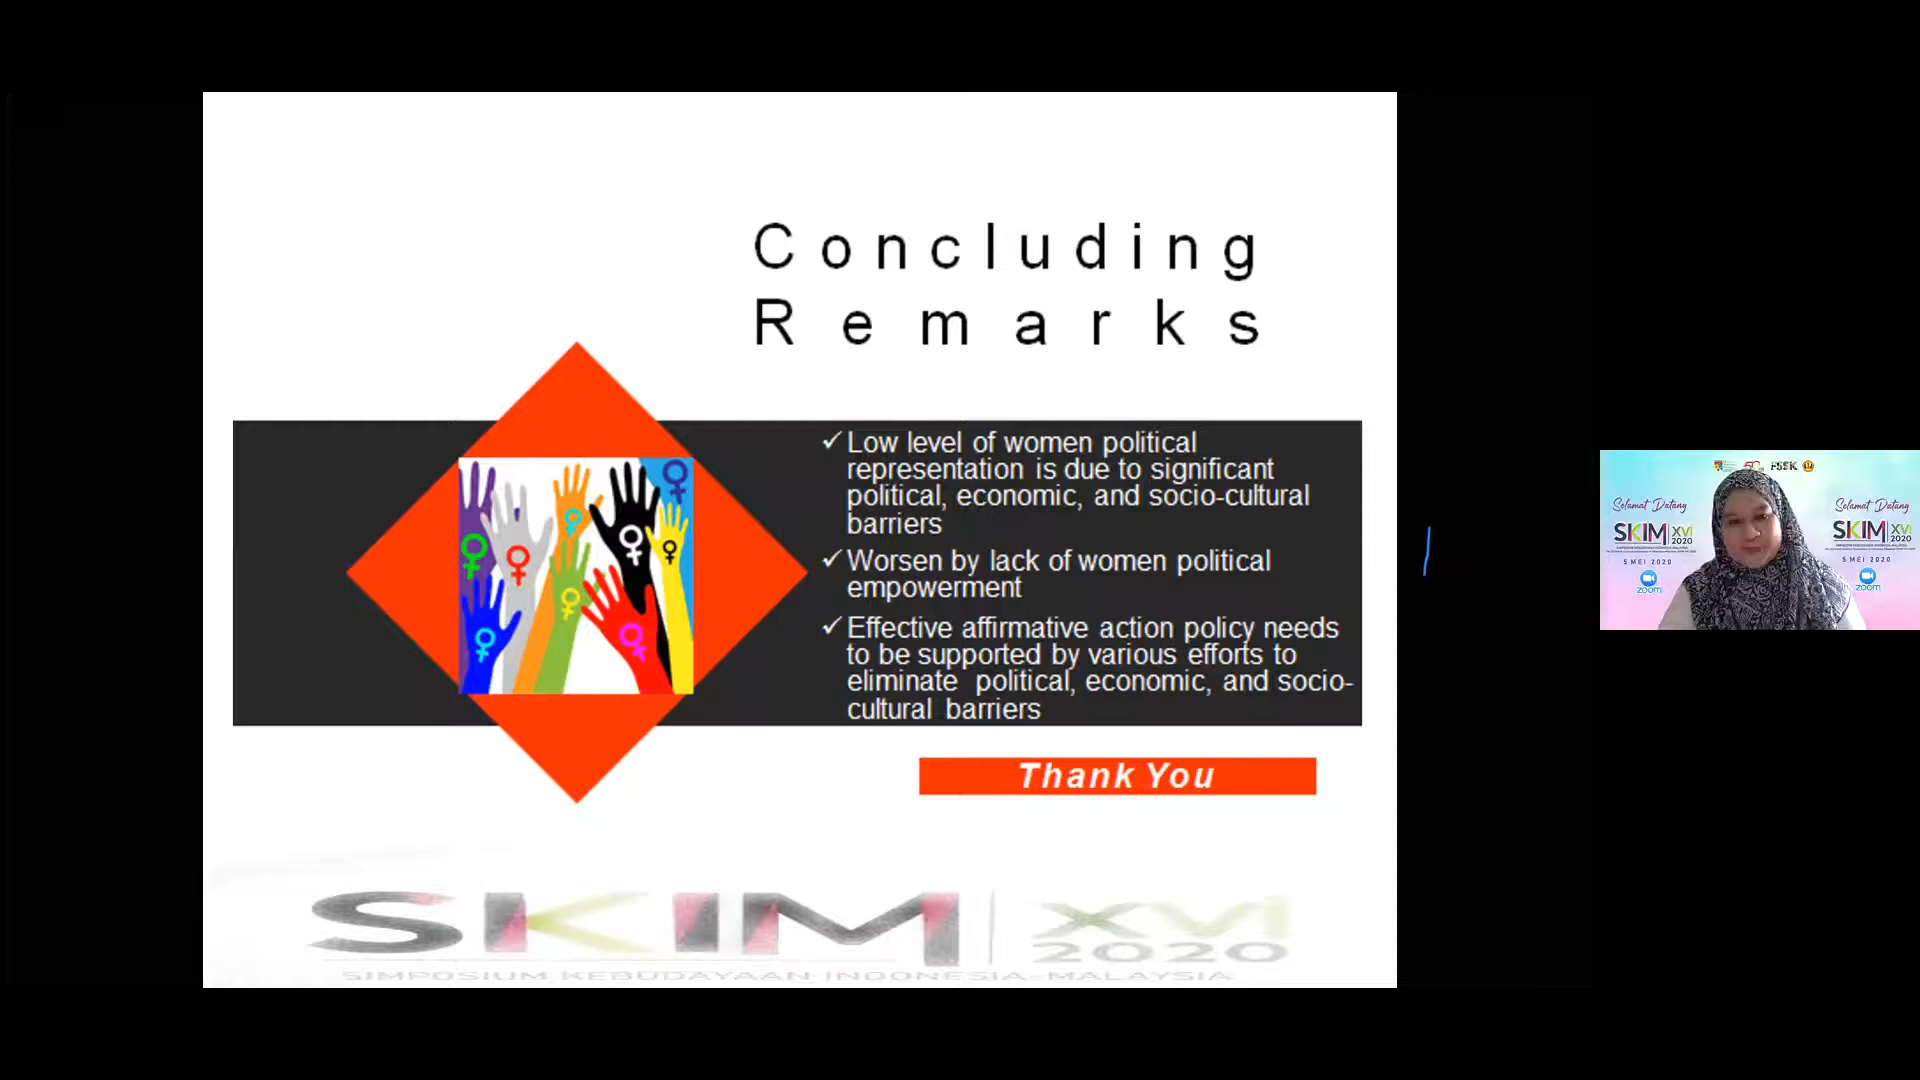 Concluding
Remarks
✓ Low level of women political
representation is due to significant
political, economic, and socio-cultural
barriers
✓ Worsen by lack of women political
empowerment
✓ Effective affirmative action policy needs
to be supported by various efforts to
eliminate political, economic, and socio-
cultural barriers
Thank You
SKIM XVI
2020
SIMPOSIUM KEBUDAYAAN INDONESIA-MALAYSIA
FSSK
Selamat Datang
SKIM XVI
2020
5 MEI 2020
zoom
Selamat Datang
SKIM XVI
2020
5 MEI 2020
zoom